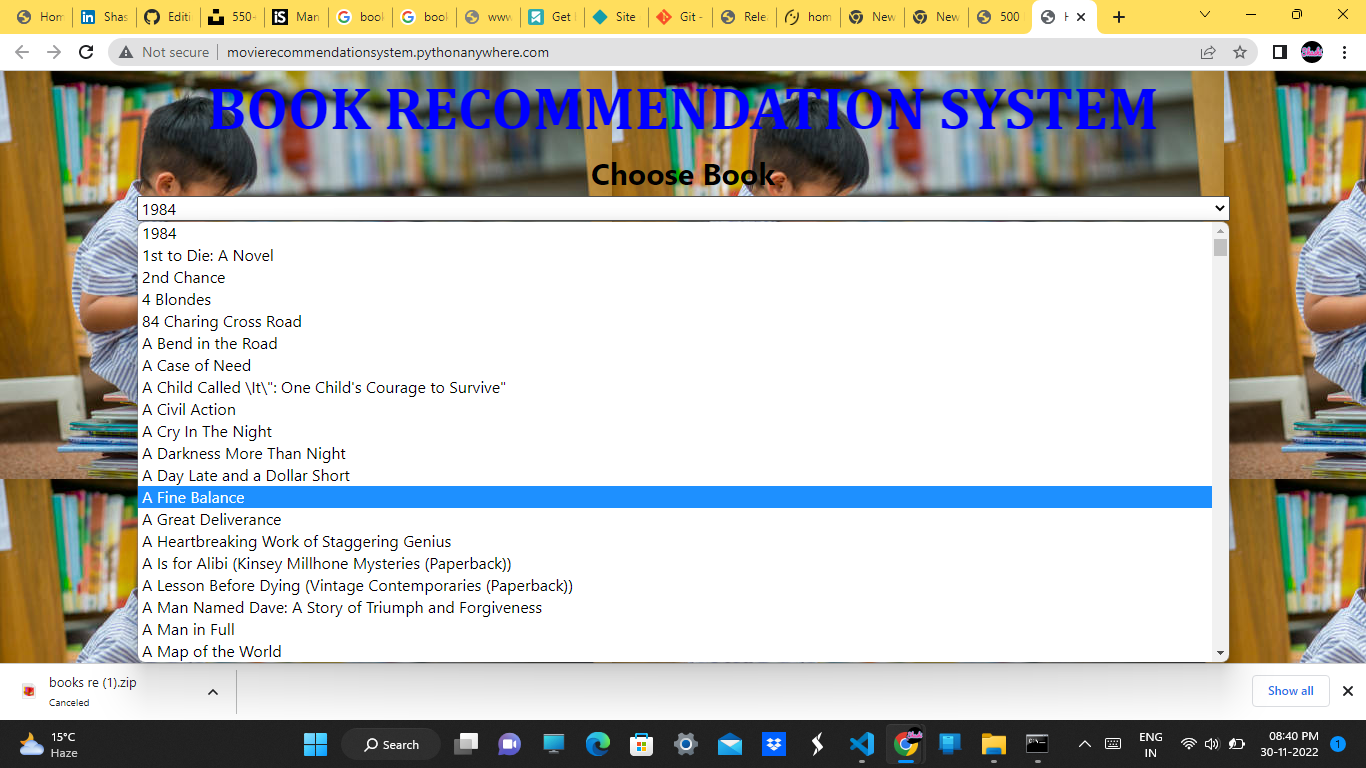 Hom
Shas
Editi
550+
iS
Man
book
book
www
Get
Site
Git -
Rele
hom
New
New
500
H
Not secure
movierecommendationsystem.pythonanywhere.com
BOOK RECOMMENDATION SYSTEM
Choose Book
1984
1984
1st to Die: A Novel
2nd Chance
4 Blondes
84 Charing Cross Road
A Bend in the Road
A Case of Need
A Child Called \It\": One Child's Courage to Survive"
A Civil Action
A Cry In The Night
A Darkness More Than Night
A Day Late and a Dollar Short
A Fine Balance
A Great Deliverance
A Heartbreaking Work of Staggering Genius
A Is for Alibi (Kinsey Millhone Mysteries (Paperback))
A Lesson Before Dying (Vintage Contemporaries (Paperback))
A Man Named Dave: A Story of Triumph and Forgiveness
A Man in Full
A Map of the World
books re (1).zip
Canceled
Show all
15°C
Haze
Search
ENG
IN
08:40 PM
30-11-2022
1